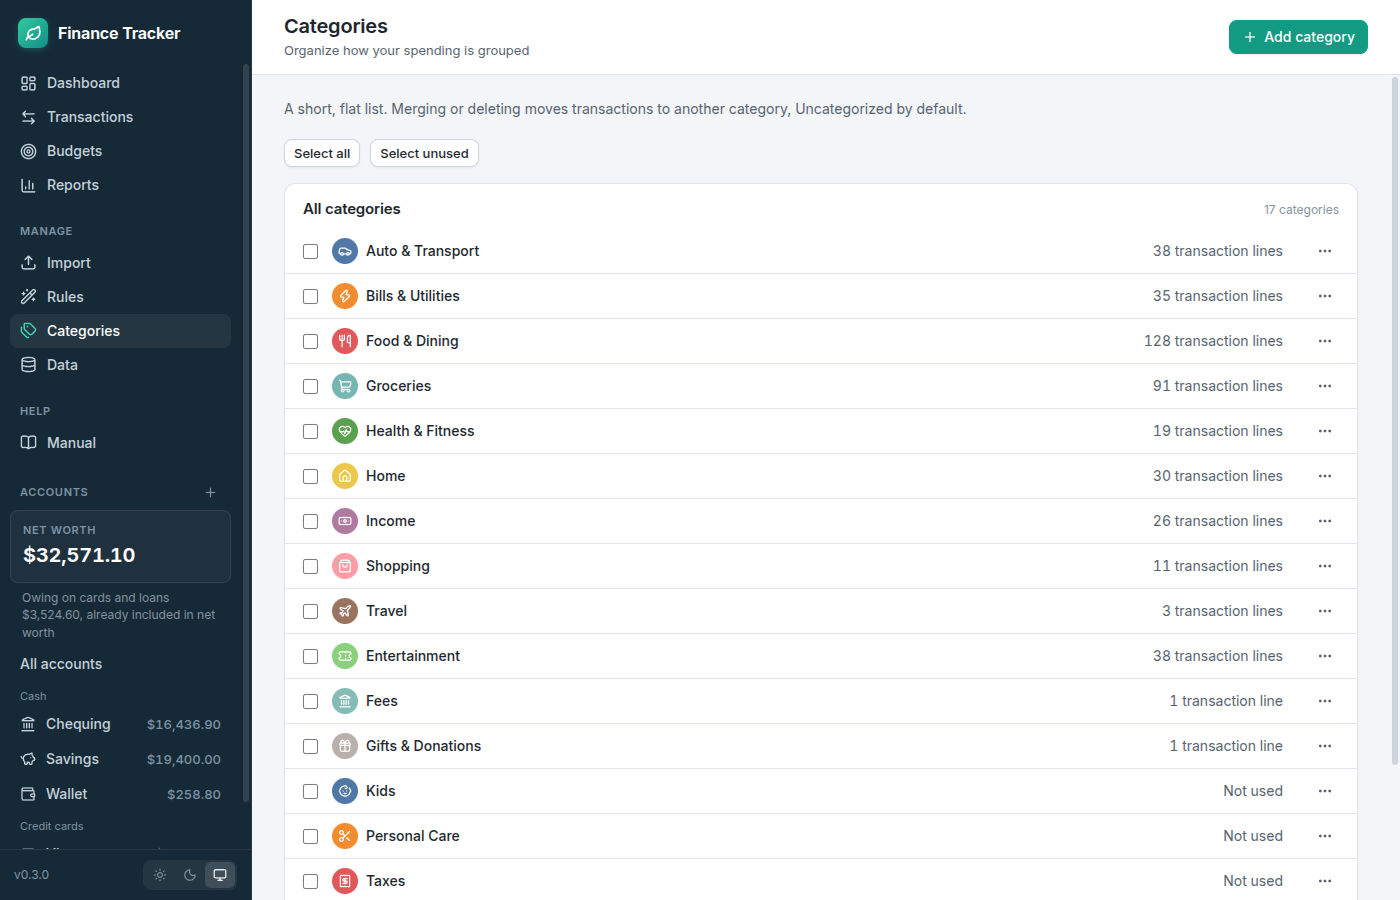 Finance Tracker
Dashboard
Transactions
Budgets
Reports
MANAGE
Import
Rules
Categories
Data
HELP
Manual
ACCOUNTS
NET WORTH
$32,571.10
Owing on cards and loans
$3,524.60, already included in net
worth
All accounts
Cash
Chequing $16,436.90
Savings $19,400.00
Wallet $258.80
Credit cards
v0.3.0
Categories
Organize how your spending is grouped
Add category
A short, flat list. Merging or deleting moves transactions to another category, Uncategorized by default.
Select all Select unused
All categories 17 categories
Auto & Transport 38 transaction lines
Bills & Utilities 35 transaction lines
Food & Dining 128 transaction lines
Groceries 91 transaction lines
Health & Fitness 19 transaction lines
Home 30 transaction lines
Income 26 transaction lines
Shopping 11 transaction lines
Travel 3 transaction lines
Entertainment 38 transaction lines
Fees 1 transaction line
Gifts & Donations 1 transaction line
Kids Not used
Personal Care Not used
Taxes Not used